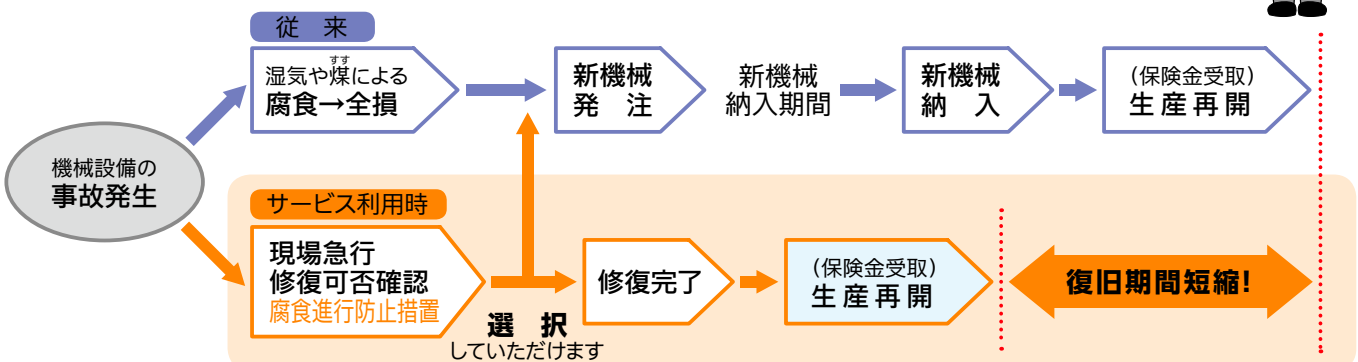 従 来
湿気や煤による
すす
腐食→全損
新機械
発 注
新機械
納入期間
新機械
納 入
(保険金受取)
生産再開
機械設備の
事故発生
サービス利用時
現場急行
修復可否確認
腐食進行防止措置
選 択
していただけます
修復完了
(保険金受取)
生産再開
復旧期間短縮!